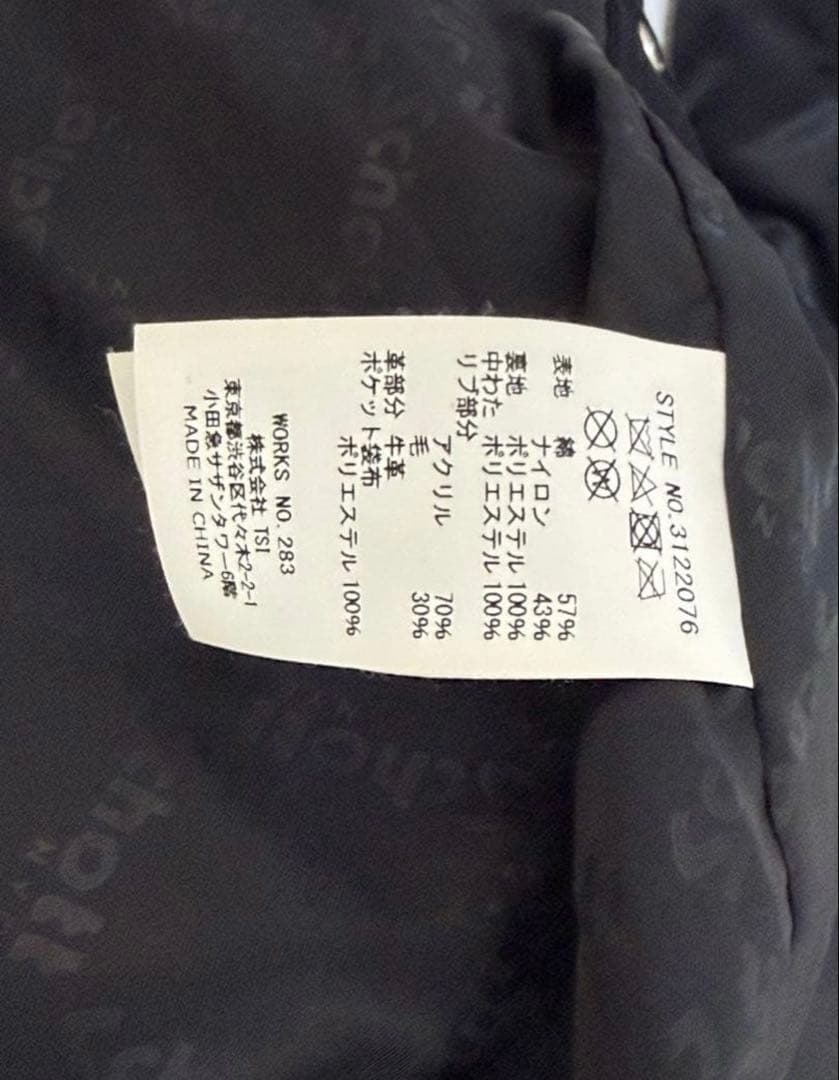 STYLE NO.3122076
表地 綿 57%
ナイロン 43%
裏地 ポリエステル 100%
中わた ポリエステル 100%
リブ部分
アクリル 70%
毛 30%
革部分 牛革
ポケット袋布
ポリエステル 100%
WORKS NO. 283
株式会社 TSI
東京都渋谷区代々木2-2-1
小田急サザンタワー6階
MADE IN CHINA